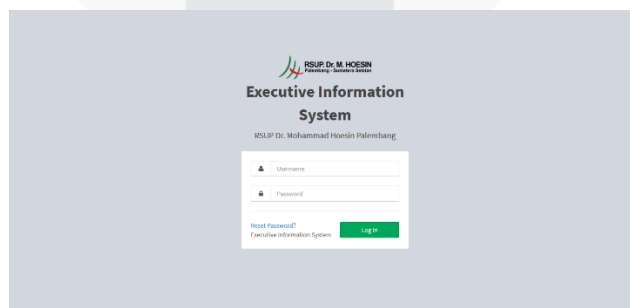 RSUP. Dr. M. HOESIN
Palembang - Sumatera Selatan
Executive Information
System
RSUP Dr. Mohammad Hoesin Palembang
Username
Password
Reset Password?
Executive Information System
Log In